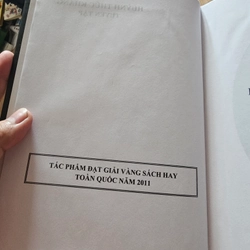 TÁC PHẨM ĐẠT GIẢI VÀNG SÁCH HAY
TOÀN QUỐC NĂM 2011